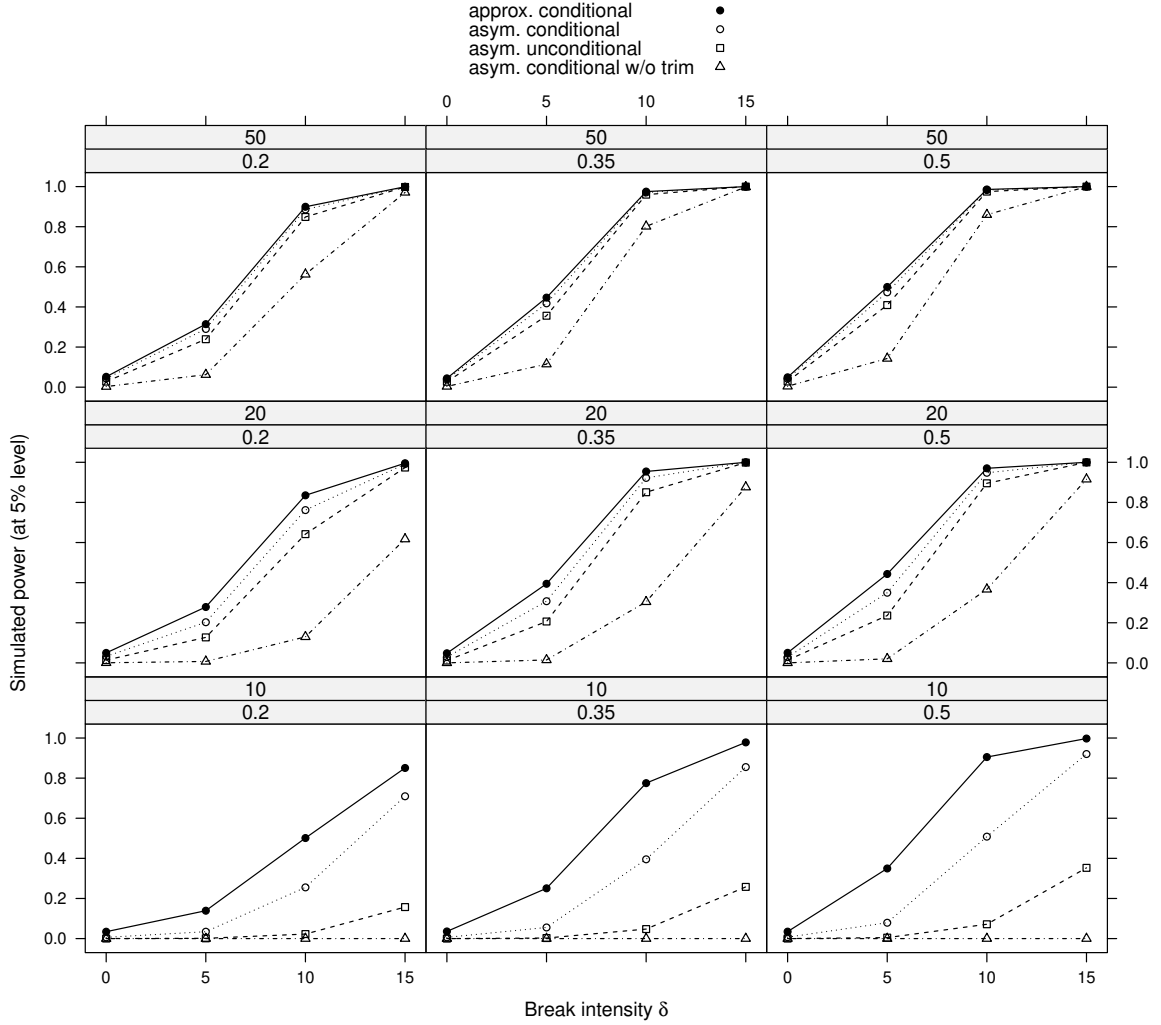 approx. conditional
asym. conditional
asym. unconditional
asym. conditional w/o trim
0 5 10 15
50 50 50
0.2 0.35 0.5
1.0
0.8
0.6
0.4
0.2
0.0
20 20 20
0.2 0.35 0.5
1.0
0.8
0.6
0.4
0.2
0.0
10 10 10
0.2 0.35 0.5
1.0
0.8
0.6
0.4
0.2
0.0
0 5 10 15 0 5 10 15
Simulated power (at 5% level)
Break intensity δ